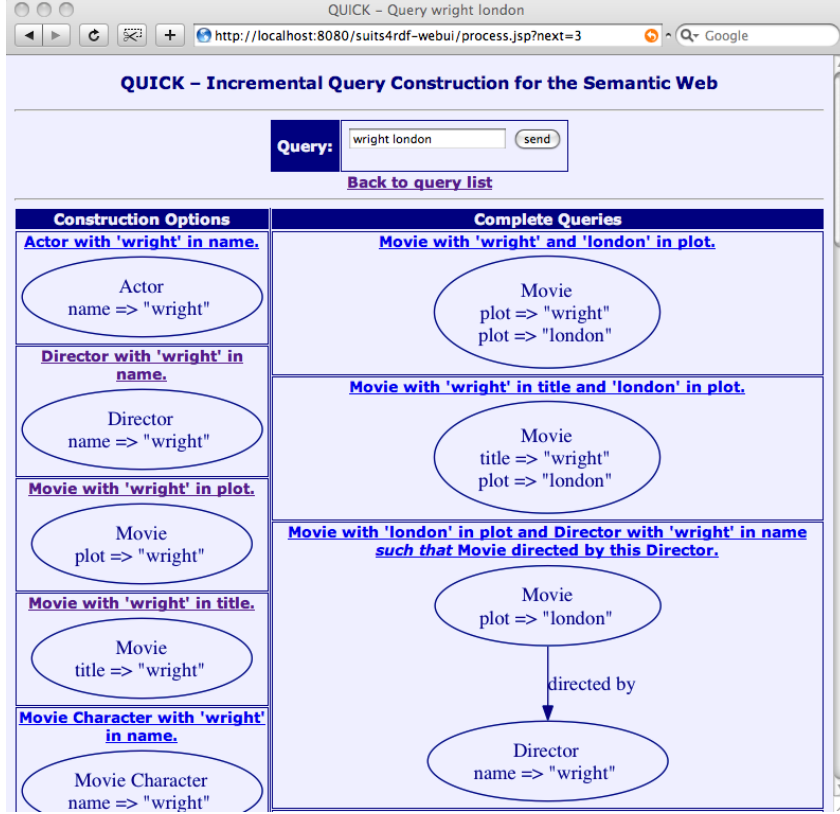 QUICK – Query wright london
http://localhost:8080/suits4rdf-webui/process.jsp?next=3
Google
QUICK – Incremental Query Construction for the Semantic Web
Query:
wright london
send
Back to query list
Construction Options
Actor with 'wright' in name.
Actor
name => "wright"
Director with 'wright' in
name.
Director
name => "wright"
Movie with 'wright' in plot.
Movie
plot => "wright"
Movie with 'wright' in title.
Movie
title => "wright"
Movie Character with 'wright'
in name.
Movie Character
name => "wright"
Complete Queries
Movie with 'wright' and 'london' in plot.
Movie
plot => "wright"
plot => "london"
Movie with 'wright' in title and 'london' in plot.
Movie
title => "wright"
plot => "london"
Movie with 'london' in plot and Director with 'wright' in name
such that Movie directed by this Director.
Movie
plot => "london"
directed by
Director
name => "wright"